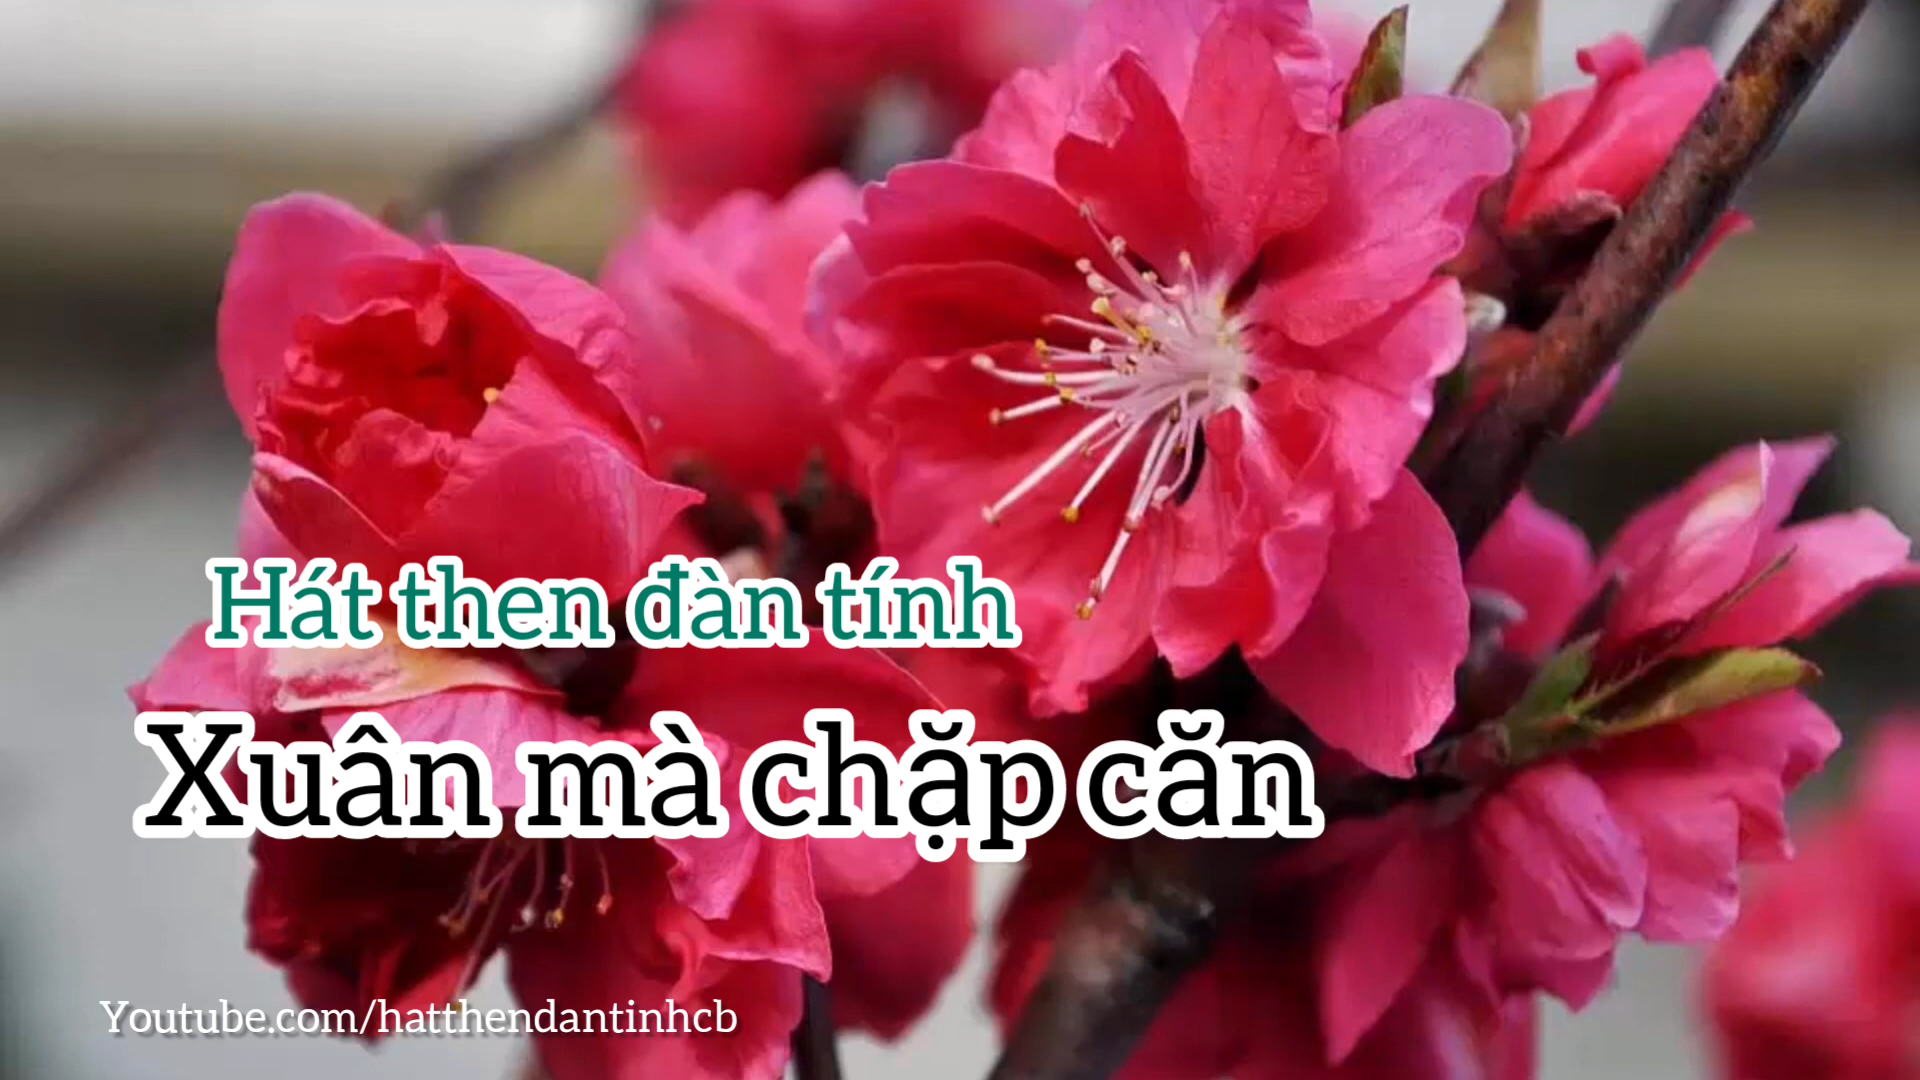 Hát then đàn tính
Xuân mà chặp căn
Youtube.com/hatthendantinhcb